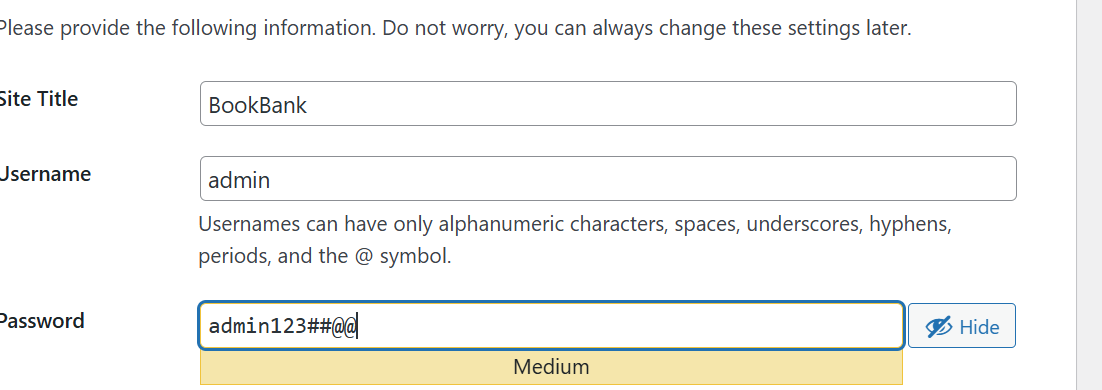 Please provide the following information. Do not worry, you can always change these settings later.
Site Title
BookBank
Username
admin
Usernames can have only alphanumeric characters, spaces, underscores, hyphens,
periods, and the @ symbol.
Password
admin123##@@
Hide
Medium